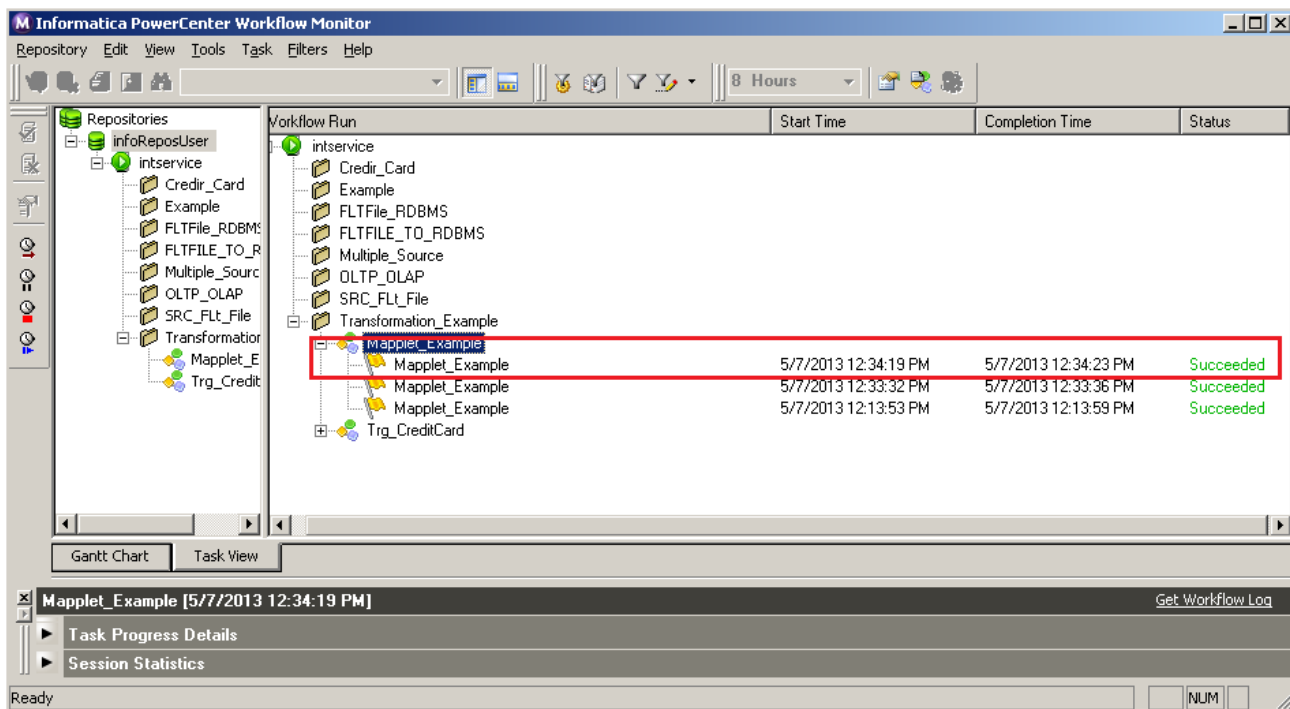 Informatica PowerCenter Workflow Monitor
Repository Edit View Tools Task Filters Help
8 Hours
Repositories
infoReposUser
intservice
Credir_Card
Example
FLTFile_RDBMS
FLTFILE_TO_R
Multiple_Sourc
OLTP_OLAP
SRC_FLt_File
Transformation
Mapplet_E
Trg_Credit
Workflow Run Start Time Completion Time Status
intservice
Credir_Card
Example
FLTFile_RDBMS
FLTFILE_TO_RDBMS
Multiple_Source
OLTP_OLAP
SRC_FLt_File
Transformation_Example
Mapplet_Example
Mapplet_Example 5/7/2013 12:34:19 PM 5/7/2013 12:34:23 PM Succeeded
Mapplet_Example 5/7/2013 12:33:32 PM 5/7/2013 12:33:36 PM Succeeded
Mapplet_Example 5/7/2013 12:13:53 PM 5/7/2013 12:13:59 PM Succeeded
Trg_CreditCard
Gantt Chart Task View
Mapplet_Example [5/7/2013 12:34:19 PM] Get Workflow Log
Task Progress Details
Session Statistics
Ready NUM